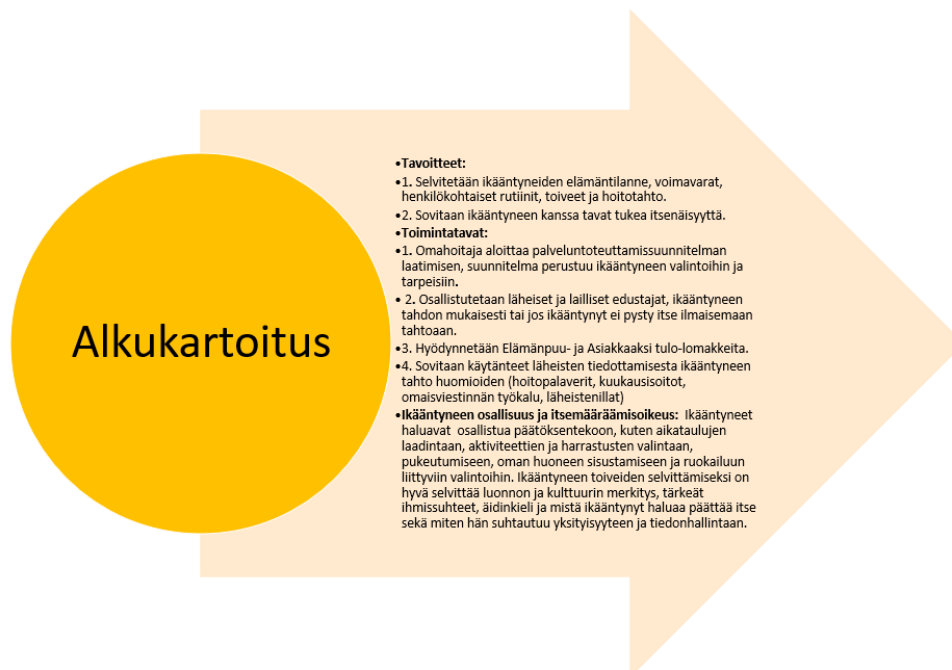 Alkukartoitus
•Tavoitteet:
•1. Selvitetään ikääntyneiden elämäntilanne, voimavarat,
henkilökohtaiset rutiinit, toiveet ja hoitotahto.
•2. Sovitaan ikääntyneen kanssa tavat tukea itsenäisyyttä.
•Toimintatavat:
•1. Omahoitaja aloittaa palveluntoteuttamissuunnitelman
laatimisen, suunnitelma perustuu ikääntyneen valintoihin ja
tarpeisiin.
• 2. Osallistutetaan läheiset ja lailliset edustajat, ikääntyneen
tahdon mukaisesti tai jos ikääntynyt ei pysty itse ilmaisemaan
tahtoaan.
•3. Hyödynnetään Elämänpuu- ja Asiakkaaksi tulo-lomakkeita.
•4. Sovitaan käytänteet läheisten tiedottamisesta ikääntyneen
tahto huomioiden (hoitopalaverit, kuukausisoitot,
omaisviestinnän työkalu, läheistenillat)
•Ikääntyneen osallisuus ja itsemääräämisoikeus: Ikääntyneet
haluavat osallistua päätöksentekoon, kuten aikataulujen
laadintaan, aktiviteettien ja harrastusten valintaan,
pukeutumiseen, oman huoneen sisustamiseen ja ruokailuun
liittyviin valintoihin. Ikääntyneen toiveiden selvittämiseksi on
hyvä selvittää luonnon ja kulttuurin merkitys, tärkeät
ihmissuhteet, äidinkieli ja mistä ikääntynyt haluaa päättää itse
sekä miten hän suhtautuu yksityisyyteen ja tiedonhallintaan.